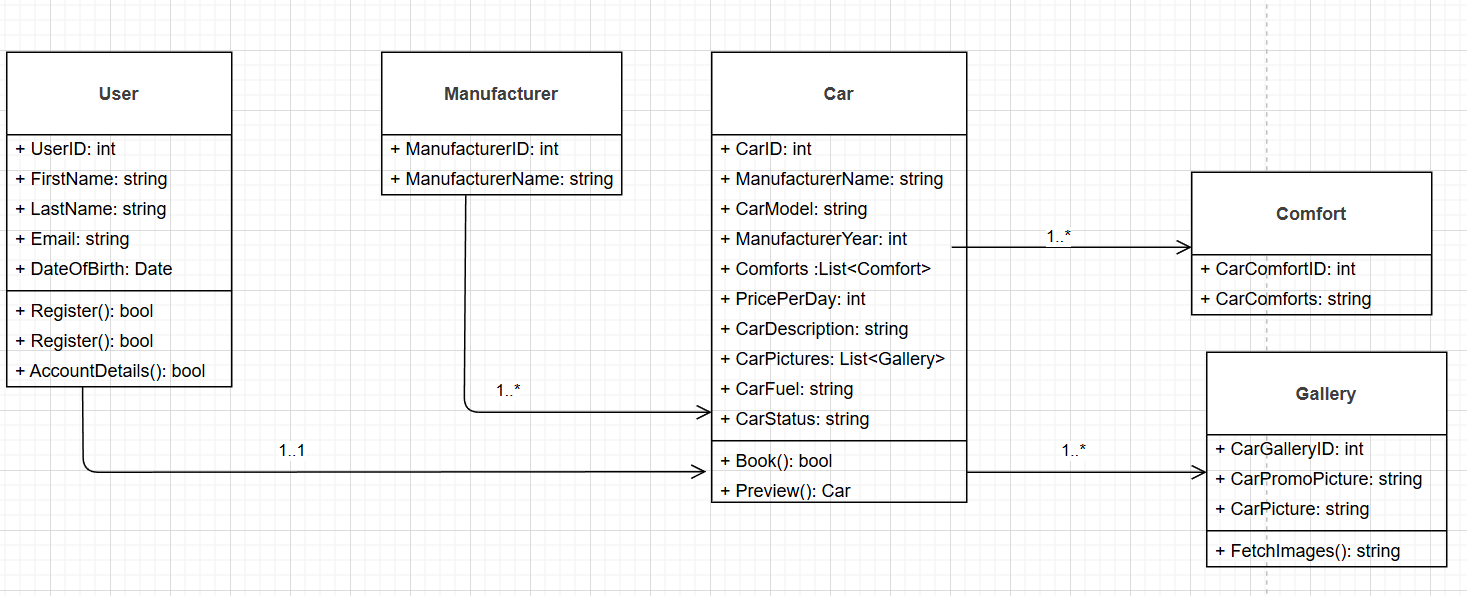 User
+ UserID: int
+ FirstName: string
+ LastName: string
+ Email: string
+ DateOfBirth: Date
+ Register(): bool
+ Register(): bool
+ AccountDetails(): bool
Manufacturer
+ ManufacturerID: int
+ ManufacturerName: string
Car
+ CarID: int
+ ManufacturerName: string
+ CarModel: string
+ ManufacturerYear: int
+ Comforts :List<Comfort>
+ PricePerDay: int
+ CarDescription: string
+ CarPictures: List<Gallery>
+ CarFuel: string
+ CarStatus: string
+ Book(): bool
+ Preview(): Car
Comfort
+ CarComfortID: int
+ CarComforts: string
Gallery
+ CarGalleryID: int
+ CarPromoPicture: string
+ CarPicture: string
+ FetchImages(): string
1..1
1..*
1..*
1..*